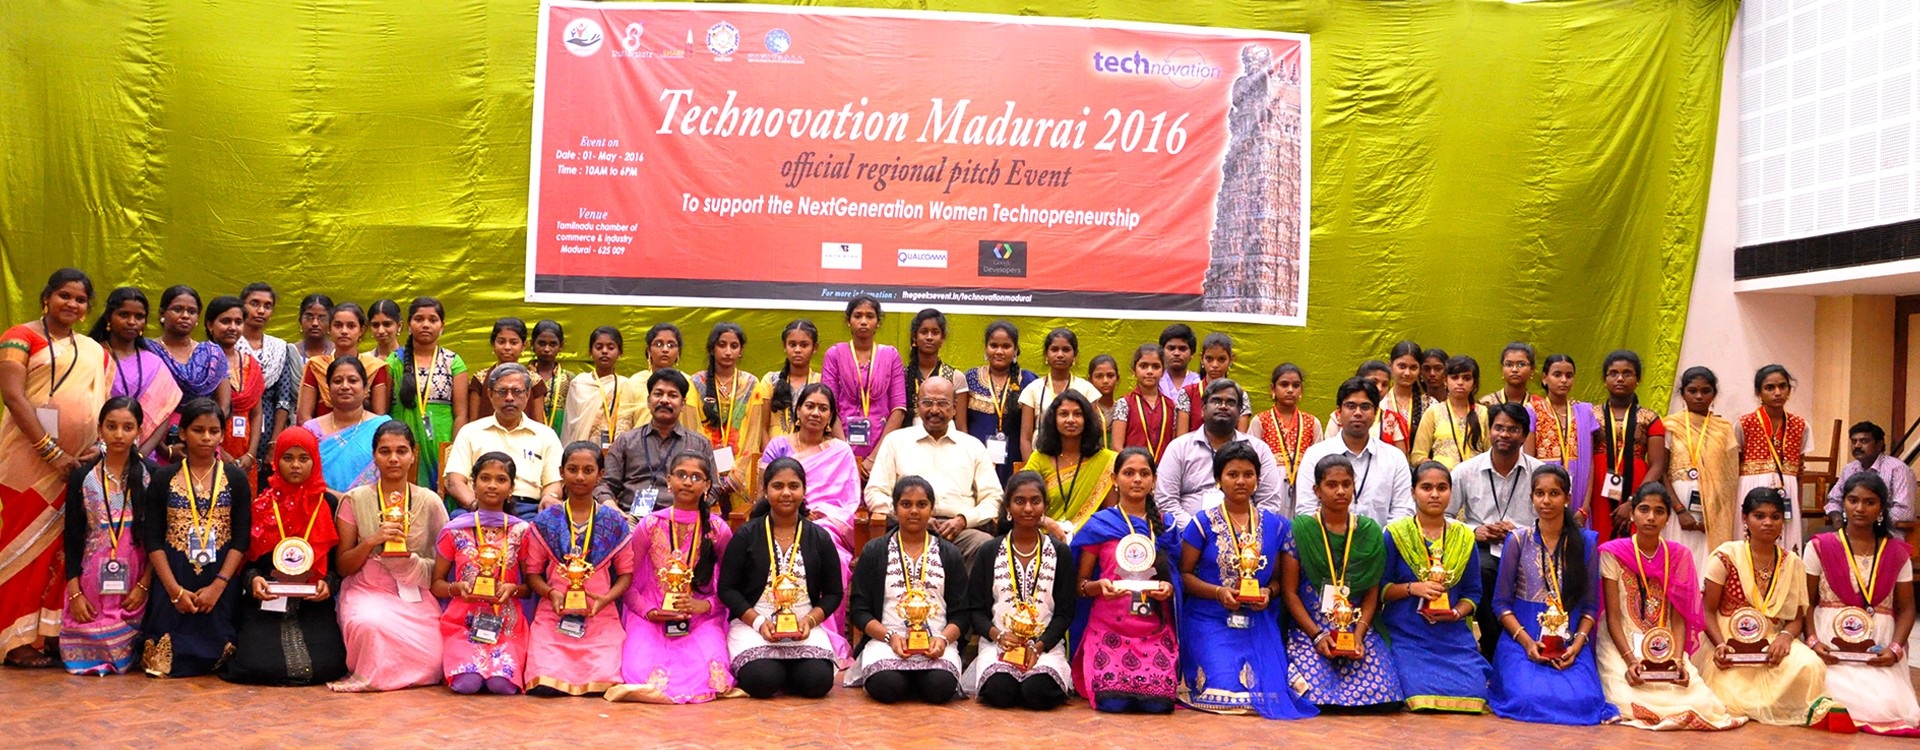 technovation
Technovation Madurai 2016
official regional pitch Event
To support the NextGeneration Women Technopreneurship
Event on
Date : 01- May - 2016
Time : 10AM to 6PM
Venue
Tamilnadu chamber of
commerce & industry
Madurai - 625 009
QUALCOMM
Developers
For more information : thegeeksevent.in/technovationmadurai